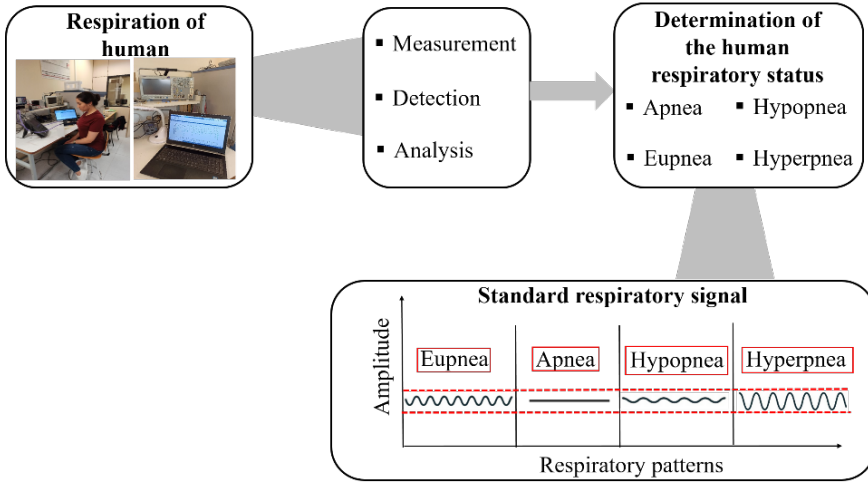 Respiration of
human
▪ Measurement
▪ Detection
▪ Analysis
Determination of
the human
respiratory status
▪ Apnea
▪ Hypopnea
▪ Eupnea
▪ Hyperpnea
Standard respiratory signal
Amplitude
Eupnea
Apnea
Hypopnea
Hyperpnea
Respiratory patterns